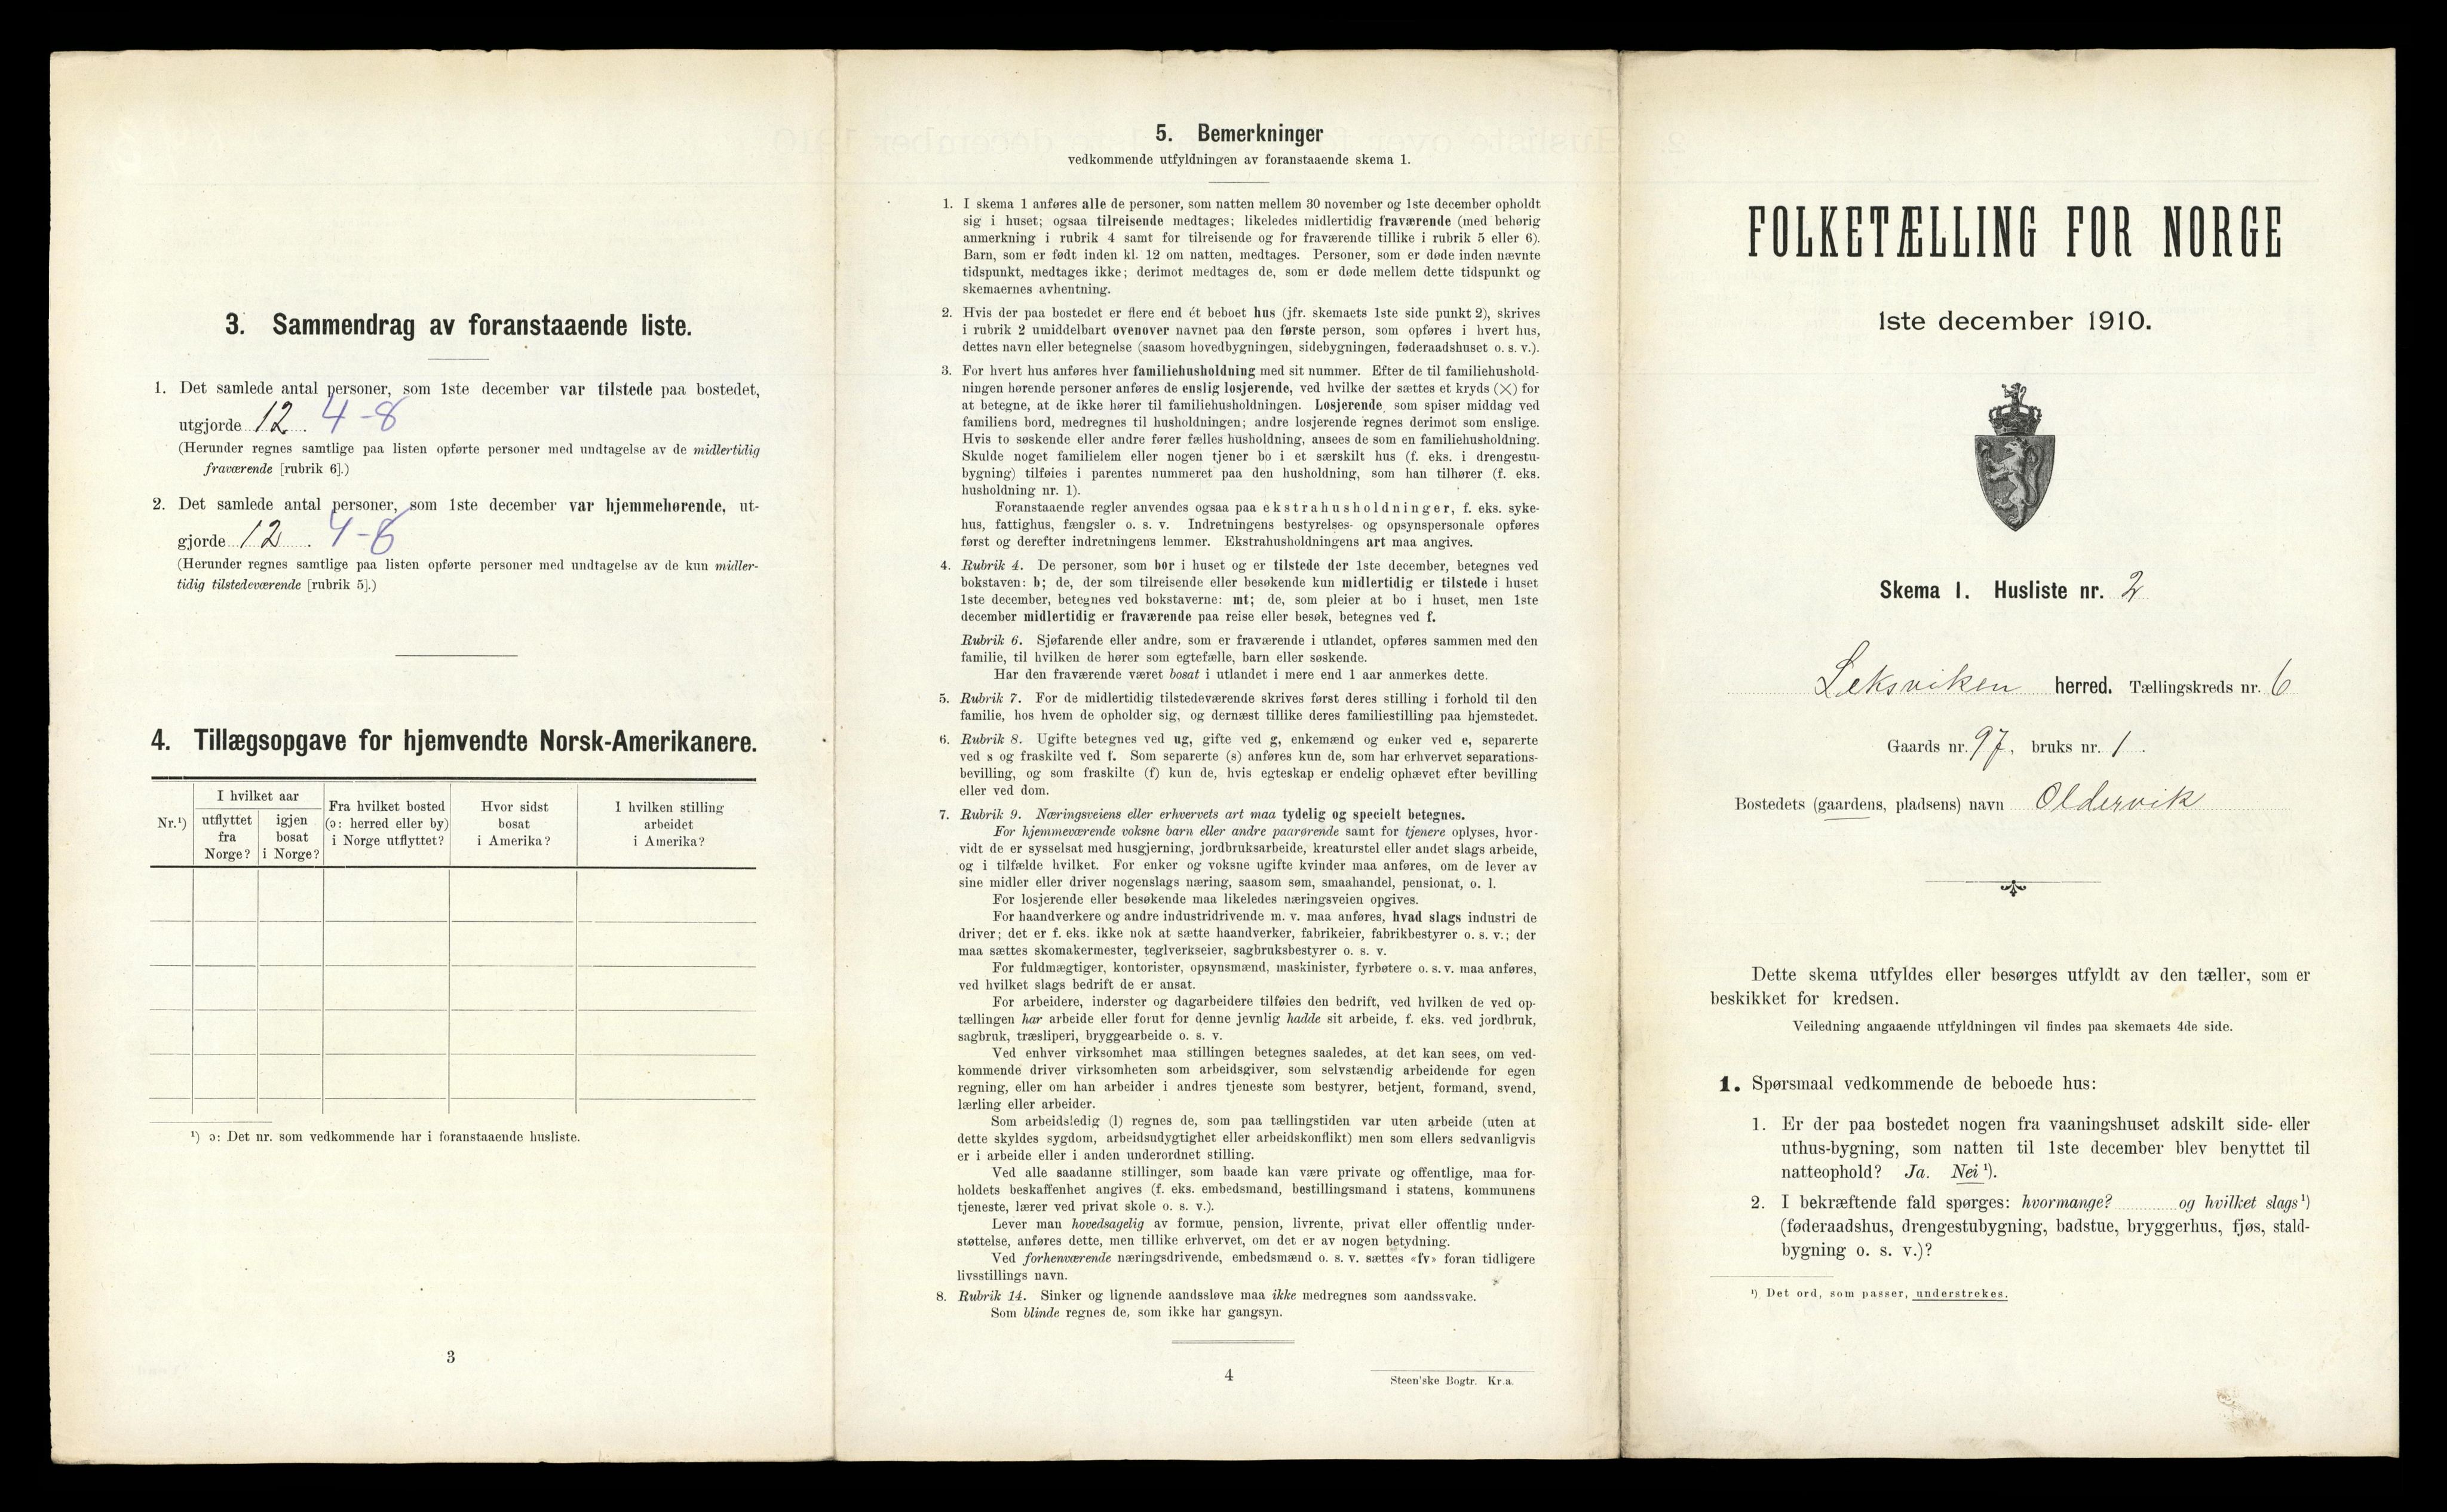 3. Sammendrag av foranstaaende liste.
1. Det samlede antal personer, som 1ste december var tilstede paa bostedet,
utgjorde 12. 4-8
(Herunder regnes samtlige paa listen opførte personer med undtagelse av de midlertidig
fraværende [rubrik 6].)
2. Det samlede antal personer, som 1ste december var hjemmehørende, ut-
gjorde 12. 4-8
(Herunder regnes samtlige paa listen opførte personer med undtagelse av de kun midler-
tidig tilstedeværende [rubrik 5].)
4. Tillægsopgave for hjemvendte Norsk-Amerikanere.
Nr.¹)
I hvilket aar
utflyttet
fra
Norge?
igjen
bosat
i Norge?
Fra hvilket bosted
(ɔ: herred eller by)
i Norge utflyttet?
Hvor sidst
bosat
i Amerika?
I hvilken stilling
arbeidet
i Amerika?
¹) ɔ: Det nr. som vedkommende har i foranstaaende husliste.
3
5. Bemerkninger
vedkommende utfyldningen av foranstaaende skema 1.
1. I skema 1 anføres alle de personer, som natten mellem 30 november og 1ste december opholdt
sig i huset; ogsaa tilreisende medtages; likeledes midlertidig fraværende (med behørig
anmerkning i rubrik 4 samt for tilreisende og for fraværende tillike i rubrik 5 eller 6).
Barn, som er født inden kl. 12 om natten, medtages. Personer, som er døde inden nævnte
tidspunkt, medtages ikke; derimot medtages de, som er døde mellem dette tidspunkt og
skemaernes avhentning.
2. Hvis der paa bostedet er flere end ét beboet hus (jfr. skemaets 1ste side punkt 2), skrives
i rubrik 2 umiddelbart ovenover navnet paa den første person, som opføres i hvert hus,
dettes navn eller betegnelse (saasom hovedbygningen, sidebygningen, føderaadshuset o. s. v.).
3. For hvert hus anføres hver familiehusholdning med sit nummer. Efter de til familiehushold-
ningen hørende personer anføres de enslig losjerende, ved hvilke der sættes et kryds (×) for
at betegne, at de ikke hører til familiehusholdningen. Losjerende som spiser middag ved
familiens bord, medregnes til husholdningen; andre losjerende regnes derimot som enslige.
Hvis to søskende eller andre fører fælles husholdning, ansees de som en familiehusholdning.
Skulde noget familielem eller nogen tjener bo i et særskilt hus (f. eks. i drengestu-
bygning) tilføies i parentes nummeret paa den husholdning, som han tilhører (f. eks.
husholdning nr. 1).
Foranstaaende regler anvendes ogsaa paa ekstrahusholdninger, f. eks. syke-
hus, fattighus, fængsler o. s. v. Indretningens bestyrelses- og opsynspersonale opføres
først og derefter indretningens lemmer. Ekstrahusholdningens art maa angives.
4. Rubrik 4. De personer, som bor i huset og er tilstede der 1ste december, betegnes ved
bokstaven: b; de, der som tilreisende eller besøkende kun midlertidig er tilstede i huset
1ste december, betegnes ved bokstaverne: mt; de, som pleier at bo i huset, men 1ste
december midlertidig er fraværende paa reise eller besøk, betegnes ved f.
Rubrik 6. Sjøfarende eller andre, som er fraværende i utlandet, opføres sammen med den
familie, til hvilken de hører som egtefælle, barn eller søskende.
Har den fraværende været bosat i utlandet i mere end 1 aar anmerkes dette.
5. Rubrik 7. For de midlertidig tilstedeværende skrives først deres stilling i forhold til den
familie, hos hvem de opholder sig, og dernæst tillike deres familiestilling paa hjemstedet.
6. Rubrik 8. Ugifte betegnes ved ug, gifte ved g, enkemænd og enker ved e, separerte
ved s og fraskilte ved f. Som separerte (s) anføres kun de, som har erhvervet separations-
bevilling, og som fraskilte (f) kun de, hvis egteskap er endelig ophævet efter bevilling
eller ved dom.
7. Rubrik 9. Næringsveiens eller erhvervets art maa tydelig og specielt betegnes.
For hjemmeværende voksne barn eller andre paarørende samt for tjenere oplyses, hvor-
vidt de er sysselsat med husgjerning, jordbruksarbeide, kreaturstel eller andet slags arbeide,
og i tilfælde hvilket. For enker og voksne ugifte kvinder maa anføres, om de lever av
sine midler eller driver nogenslags næring, saasom søm, smaahandel, pensionat, o. l.
For losjerende eller besøkende maa likeledes næringsveien opgives.
For haandverkere og andre industridrivende m. v. maa anføres, hvad slags industri de
driver; det er f. eks. ikke nok at sætte haandverker, fabrikeier, fabrikbestyrer o. s. v.; der
maa sættes skomakermester, teglverkseier, sagbruksbestyrer o. s. v.
For fuldmægtiger, kontorister, opsynsmænd, maskinister, fyrbøtere o. s. v. maa anføres,
ved hvilket slags bedrift de er ansat.
For arbeidere, inderster og dagarbeidere tilføies den bedrift, ved hvilken de ved op-
tællingen har arbeide eller forut for denne jevnlig hadde sit arbeide, f. eks. ved jordbruk,
sagbruk, træsliperi, bryggearbeide o. s. v.
Ved enhver virksomhet maa stillingen betegnes saaledes, at det kan sees, om ved-
kommende driver virksomheten som arbeidsgiver, som selvstændig arbeidende for egen
regning, eller om han arbeider i andres tjeneste som bestyrer, betjent, formand, svend,
lærling eller arbeider.
Som arbeidsledig (l) regnes de, som paa tællingstiden var uten arbeide (uten at
dette skyldes sygdom, arbeidsudygtighet eller arbeidskonflikt) men som ellers sedvanligvis
er i arbeide eller i anden underordnet stilling.
Ved alle saadanne stillinger, som baade kan være private og offentlige, maa for-
holdets beskaffenhet angives (f. eks. embedsmand, bestillingsmand i statens, kommunens
tjeneste, lærer ved privat skole o. s. v.).
Lever man hovedsagelig av formue, pension, livrente, privat eller offentlig under-
støttelse, anføres dette, men tillike erhvervet, om det er av nogen betydning.
Ved forhenværende næringsdrivende, embedsmænd o. s. v. sættes «fv» foran tidligere
livsstillings navn.
8. Rubrik 14. Sinker og lignende aandssløve maa ikke medregnes som aandssvake.
Som blinde regnes de, som ikke har gangsyn.
4
Steen'ske Bogtr. Kr.a.
FOLKETÆLLING FOR NORGE
1ste december 1910.
Skema 1. Husliste nr. 2
Leksviken herred. Tællingskreds nr. 6
Gaards nr. 97, bruks nr. 1.
Bostedets (gaardens, pladsens) navn Oldervik
Dette skema utfyldes eller besørges utfyldt av den tæller, som er
beskikket for kredsen.
Veiledning angaaende utfyldningen vil findes paa skemaets 4de side.
1. Spørsmaal vedkommende de beboede hus:
1. Er der paa bostedet nogen fra vaaningshuset adskilt side- eller
uthus-bygning, som natten til 1ste december blev benyttet til
natteophold? Ja. Nei ¹).
2. I bekræftende fald spørges: hvormange? og hvilket slags ¹)
(føderaadshus, drengestubygning, badstue, bryggerhus, fjøs, stald-
bygning o. s. v.)?
¹) Det ord, som passer, understrekes.